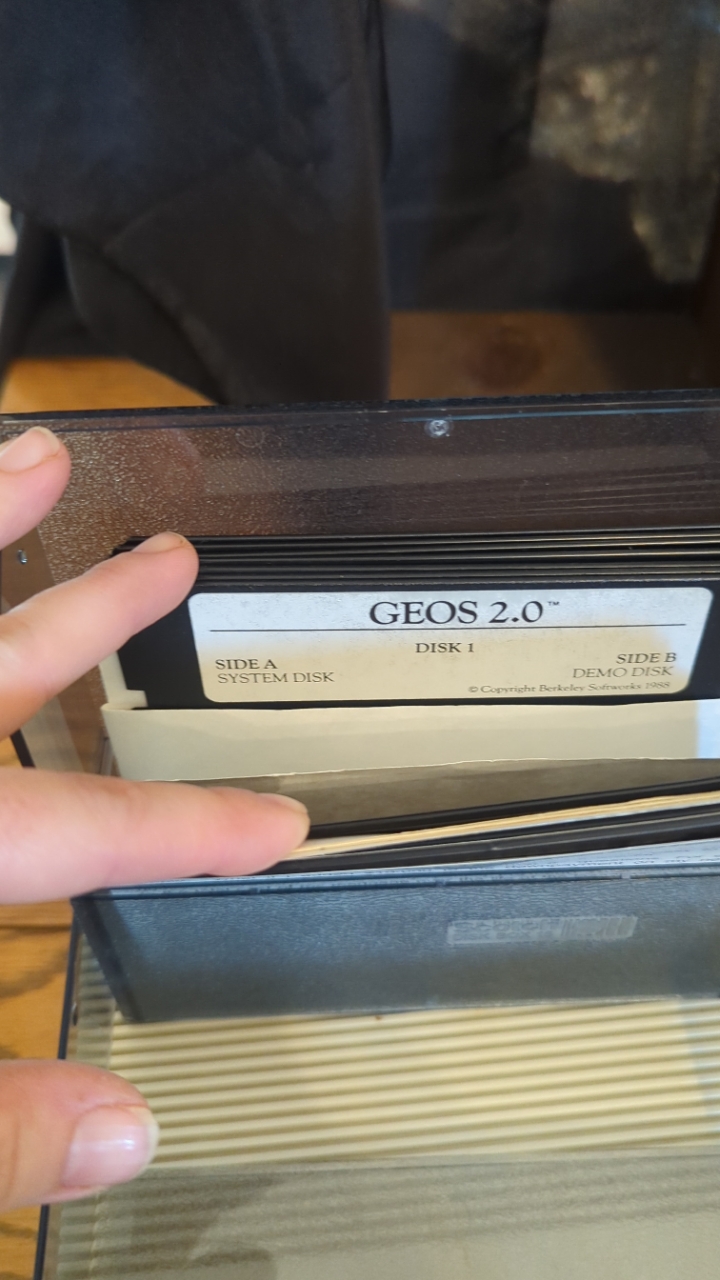 GEOS 2.0™
DISK 1
SIDE A
SYSTEM DISK
SIDE B
DEMO DISK
© Copyright Berkeley Softworks 1988